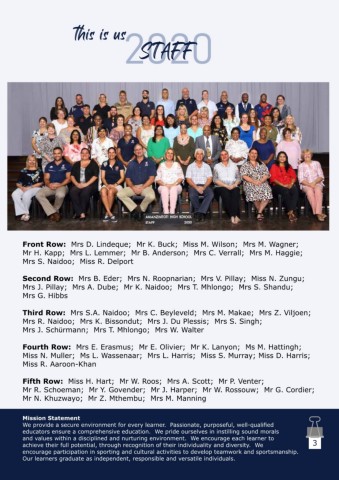 This is us
2020
STAFF
AMANZIMTOTI HIGH SCHOOL
STAFF 2020
Front Row: Mrs D. Lindeque; Mr K. Buck; Miss M. Wilson; Mrs M. Wagner;
Mr H. Kapp; Mrs L. Lemmer; Mr B. Anderson; Mrs C. Verrall; Mrs M. Haggie;
Mrs S. Naidoo; Miss R. Delport
Second Row: Mrs B. Eder; Mrs N. Roopnarian; Mrs V. Pillay; Miss N. Zungu;
Mrs J. Pillay; Mrs A. Dube; Mr K. Naidoo; Mrs T. Mhlongo; Mrs S. Shandu;
Mrs G. Hibbs
Third Row: Mrs S.A. Naidoo; Mrs C. Beyleveld; Mrs M. Makae; Mrs Z. Viljoen;
Mrs R. Naidoo; Mrs K. Bissondut; Mrs J. Du Plessis; Mrs S. Singh;
Mrs J. Schürmann; Mrs T. Mhlongo; Mrs W. Walter
Fourth Row: Mrs E. Erasmus; Mr E. Olivier; Mr K. Lanyon; Ms M. Hattingh;
Miss N. Muller; Ms L. Wassenaar; Mrs L. Harris; Miss S. Murray; Miss D. Harris;
Miss R. Aaroon-Khan
Fifth Row: Miss H. Hart; Mr W. Roos; Mrs A. Scott; Mr P. Venter;
Mr R. Schoeman; Mr Y. Govender; Mr J. Harper; Mr W. Rossouw; Mr G. Cordier;
Mr N. Khuzwayo; Mr Z. Mthembu; Mrs M. Manning
Mission Statement
We provide a secure environment for every learner. Passionate, purposeful, well-qualified
educators ensure a comprehensive education. We pride ourselves in instilling sound morals
and values within a disciplined and nurturing environment. We encourage each learner to
achieve their full potential, through recognition of their individuality and diversity. We
encourage participation in sporting and cultural activities to develop teamwork and sportsmanship.
Our learners graduate as independent, responsible and versatile individuals.
3